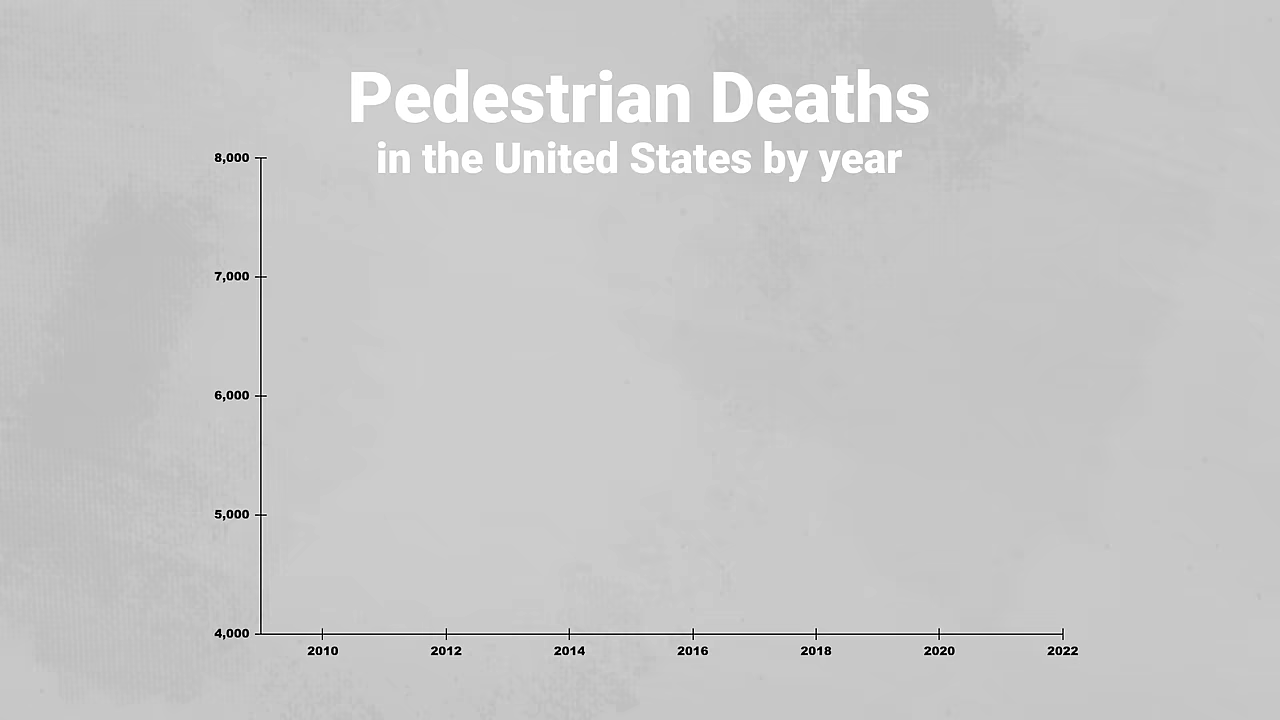 Pedestrian Deaths
in the United States by year
8,000
7,000
6,000
5,000
4,000
2010 2012 2014 2016 2018 2020 2022